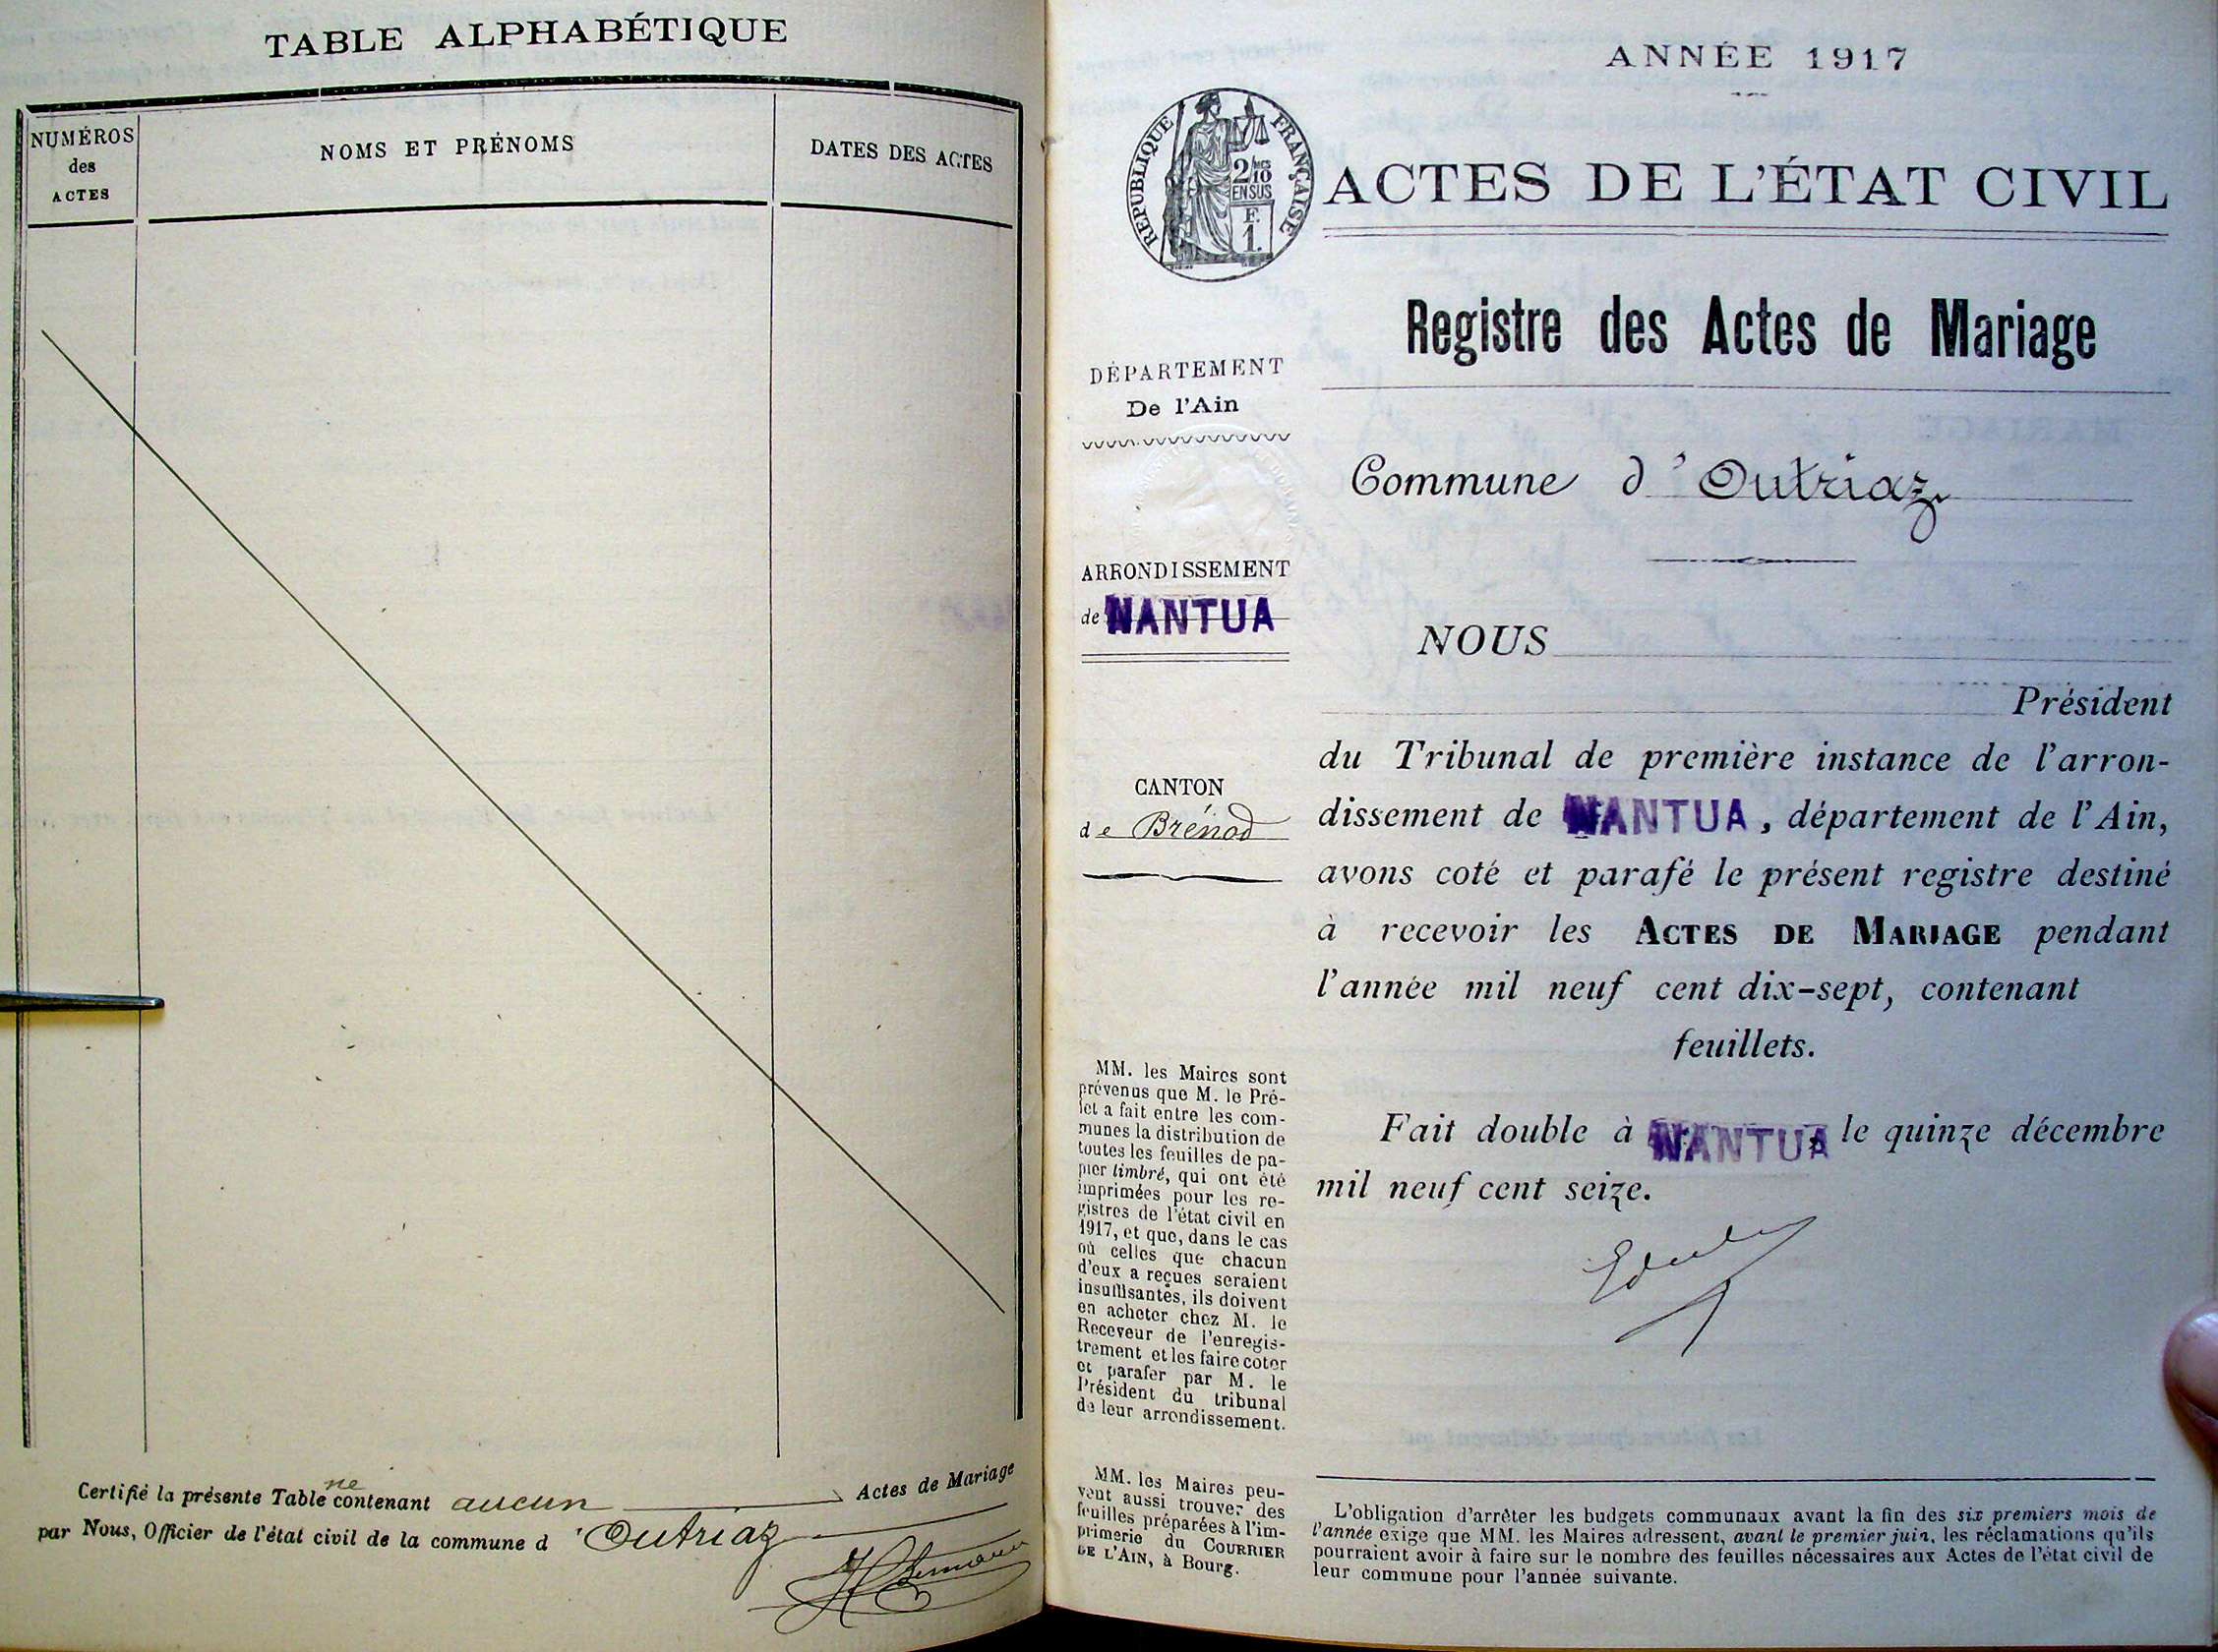 TABLE ALPHABÉTIQUE
NUMÉROS
des
ACTES
NOMS ET PRÉNOMS
DATES DES ACTES
ne
Certifié la présente Table contenant aucun Actes de Mariage
par Nous, Officier de l'état civil de la commune d'Outriaz
ANNÉE 1917
RÉPUBLIQUE FRANÇAISE
2/10 EN SUS
F.
1.
ACTES DE L'ÉTAT CIVIL
Registre des Actes de Mariage
DÉPARTEMENT
De l'Ain
Commune d'Outriaz
ARRONDISSEMENT
de NANTUA
CANTON
de Brénod
NOUS
Président
du Tribunal de première instance de l'arron-
dissement de NANTUA, département de l'Ain,
avons coté et parafé le présent registre destiné
à recevoir les ACTES DE MARIAGE pendant
l'année mil neuf cent dix-sept, contenant
feuillets.
Fait double à NANTUA le quinze décembre
mil neuf cent seize.
MM. les Maires sont
prévenus que M. le Pré-
fet a fait entre les com-
munes la distribution de
toutes les feuilles de pa-
pier timbré, qui ont été
imprimées pour les re-
gistres de l'état civil en
1917, et que, dans le cas
où celles que chacun
d'eux a reçues seraient
insuffisantes, ils doivent
en acheter chez M. le
Receveur de l'enregis-
trement et les faire coter
et parafer par M. le
Président du tribunal
de leur arrondissement.
MM. les Maires peu-
vent aussi trouver des
feuilles préparées à l'im-
primerie du COURRIER
DE L'AIN, à Bourg.
L'obligation d'arrêter les budgets communaux avant la fin des six premiers mois de
l'année exige que MM. les Maires adressent, avant le premier juin, les réclamations qu'ils
pourraient avoir à faire sur le nombre des feuilles nécessaires aux Actes de l'état civil de
leur commune pour l'année suivante.